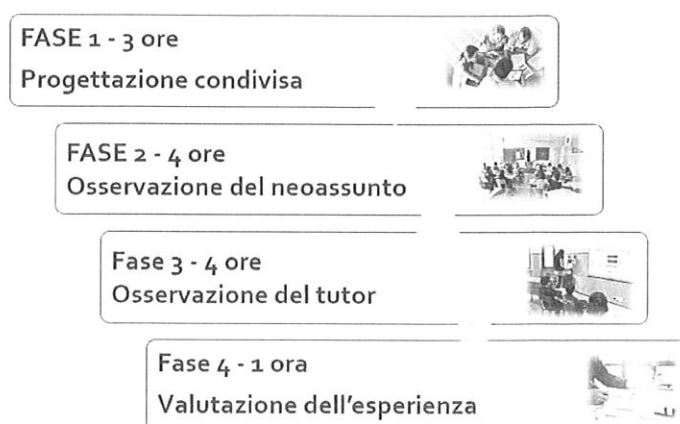 FASE 1 - 3 ore
Progettazione condivisa
FASE 2 - 4 ore
Osservazione del neoassunto
Fase 3 - 4 ore
Osservazione del tutor
Fase 4 - 1 ora
Valutazione dell'esperienza